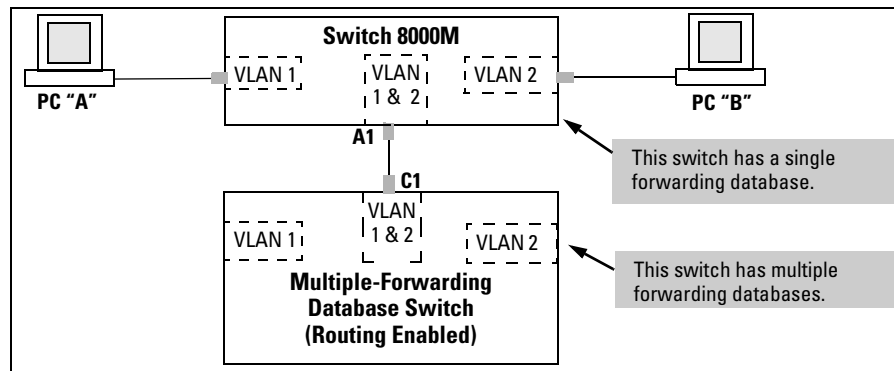 Switch 8000M
VLAN 1
VLAN
1 & 2
VLAN 2
PC “A”
PC “B”
A1
This switch has a single
forwarding database.
C1
VLAN
1 & 2
VLAN 1
VLAN 2
This switch has multiple
forwarding databases.
Multiple-Forwarding
Database Switch
(Routing Enabled)